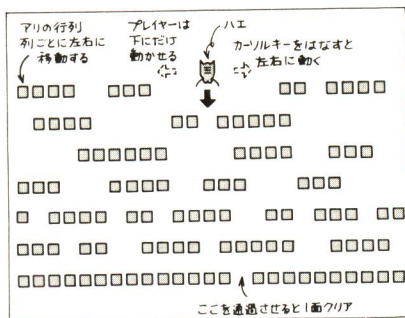 アリの行列
列ごとに左右に
移動する
プレイヤーは
下にだけ
動かせる
ハエ
カーソルキーをはなすと
左右に動く
ここを通過させると1面クリア